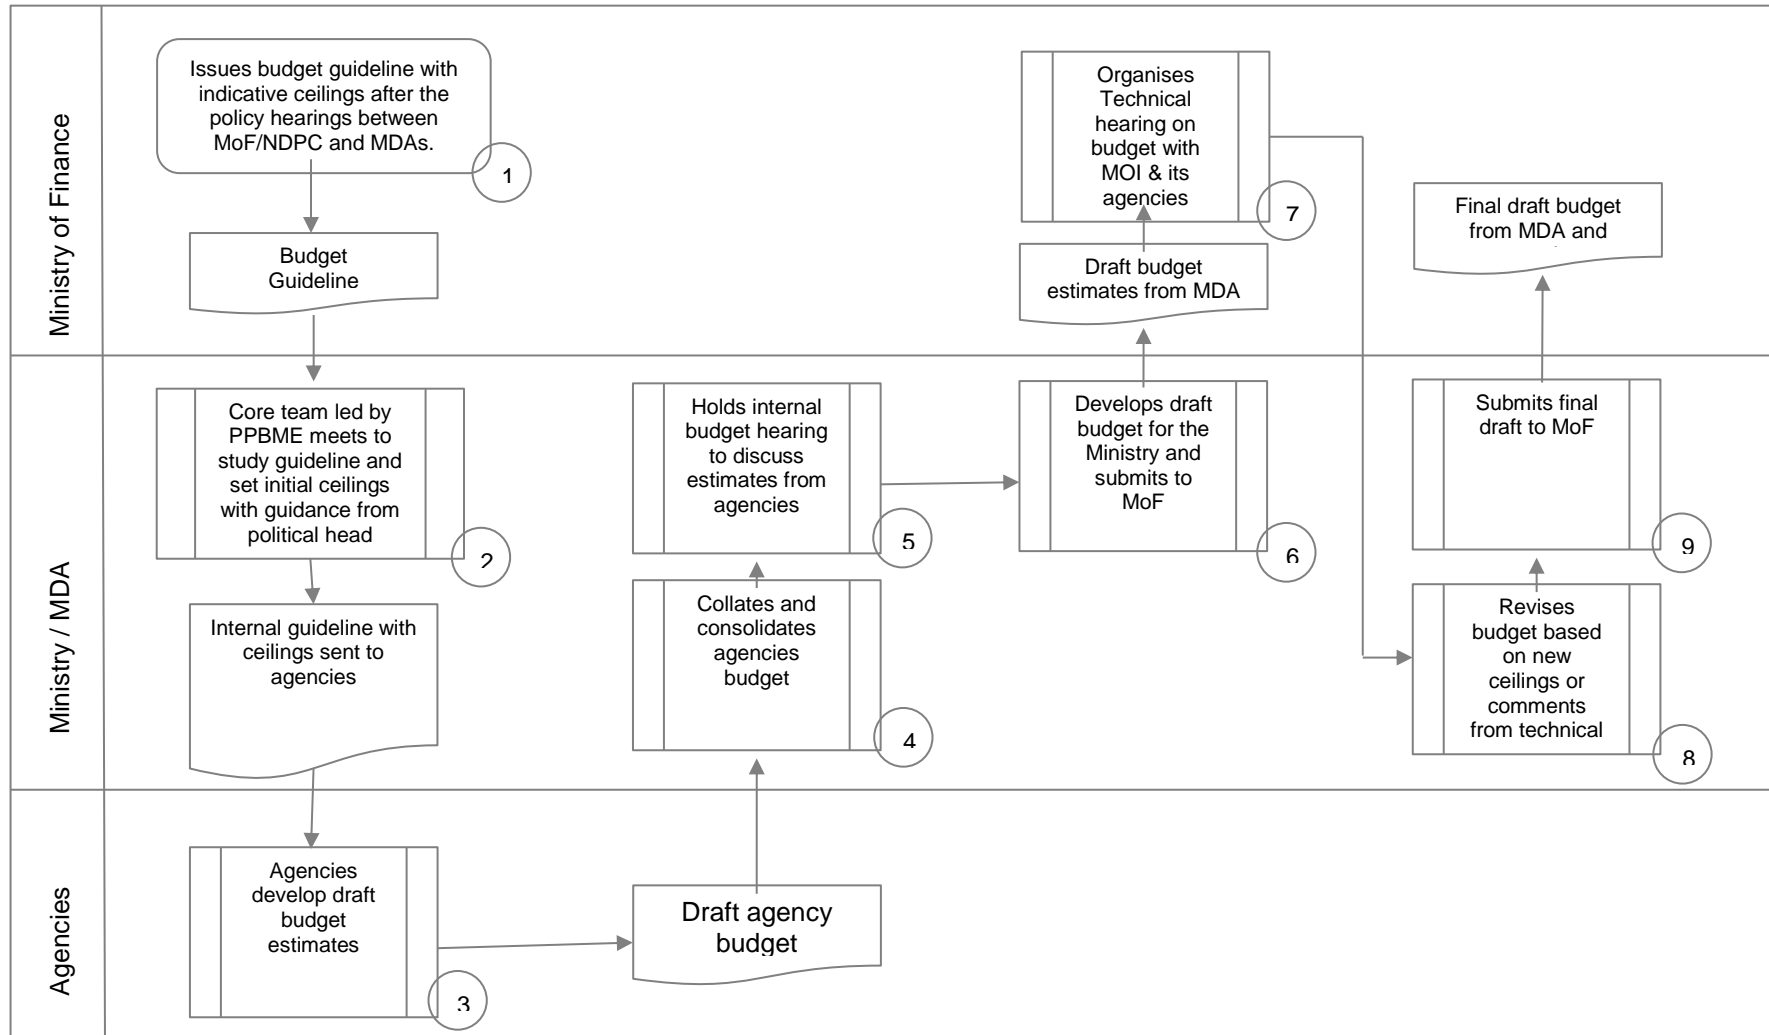 Ministry of Finance
Issues budget guideline with
indicative ceilings after the
policy hearings between
MoF/NDPC and MDAs.
1
Budget
Guideline
Organises
Technical
hearing on
budget with
MOI & its
agencies
7
Draft budget
estimates from MDA
Final draft budget
from MDA and
Ministry / MDA
Core team led by
PPBME meets to
study guideline and
set initial ceilings
with guidance from
political head
2
Internal guideline with
ceilings sent to
agencies
Holds internal
budget hearing
to discuss
estimates from
agencies
5
Collates and
consolidates
agencies
budget
4
Develops draft
budget for the
Ministry and
submits to
MoF
6
Submits final
draft to MoF
9
Revises
budget based
on new
ceilings or
comments
from technical
8
Agencies
Agencies
develop draft
budget
estimates
3
Draft agency
budget